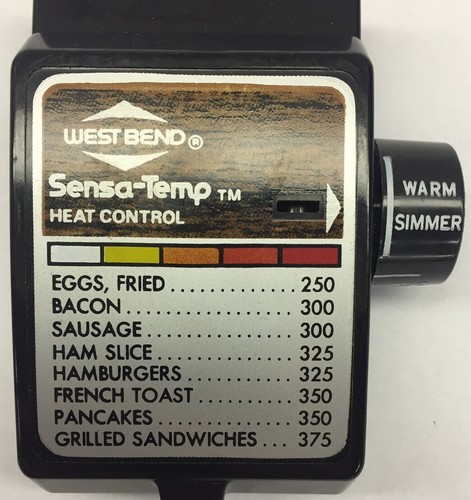 WEST BEND ®
Sensa-Temp TM
HEAT CONTROL
WARM
SIMMER
EGGS, FRIED ............ 250
BACON ................. 300
SAUSAGE .............. 300
HAM SLICE ............. 325
HAMBURGERS .......... 325
FRENCH TOAST ......... 350
PANCAKES ............. 350
GRILLED SANDWICHES ... 375